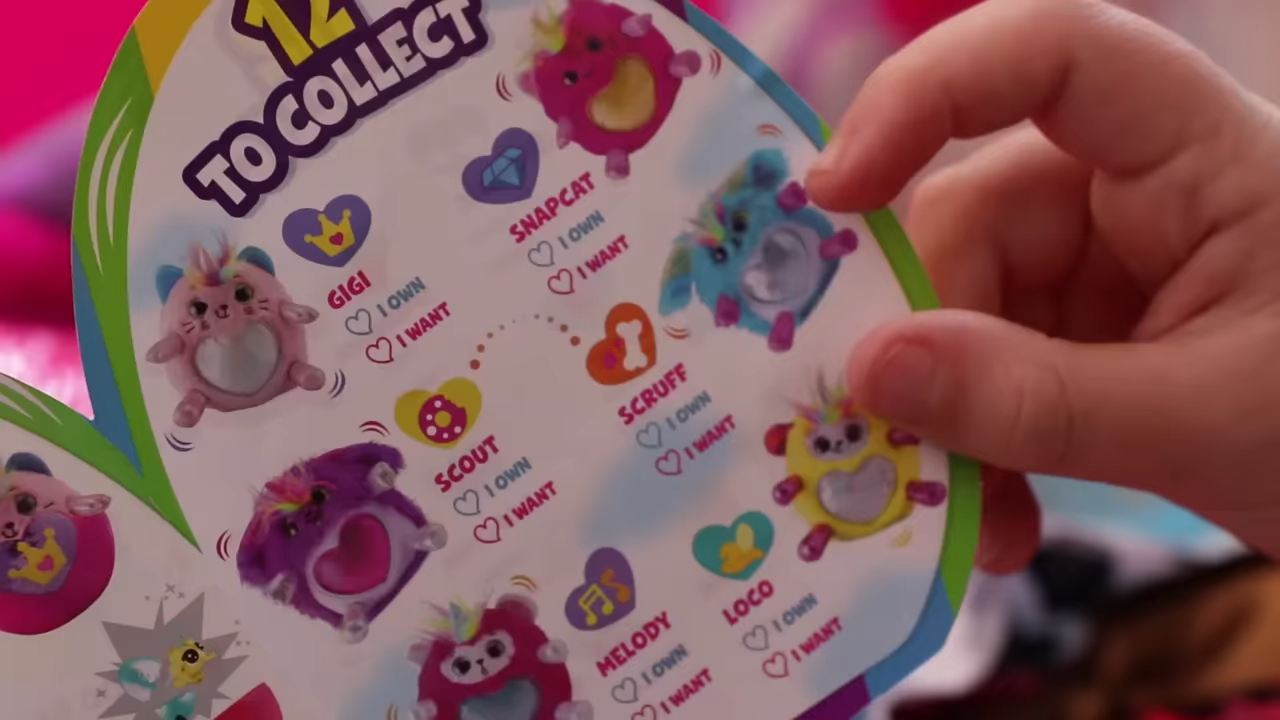 12
TO COLLECT
GIGI
I OWN
I WANT
SNAPCAT
I OWN
I WANT
SCOUT
I OWN
I WANT
SCRUFF
I OWN
I WANT
MELODY
I OWN
I WANT
LOCO
I OWN
I WANT